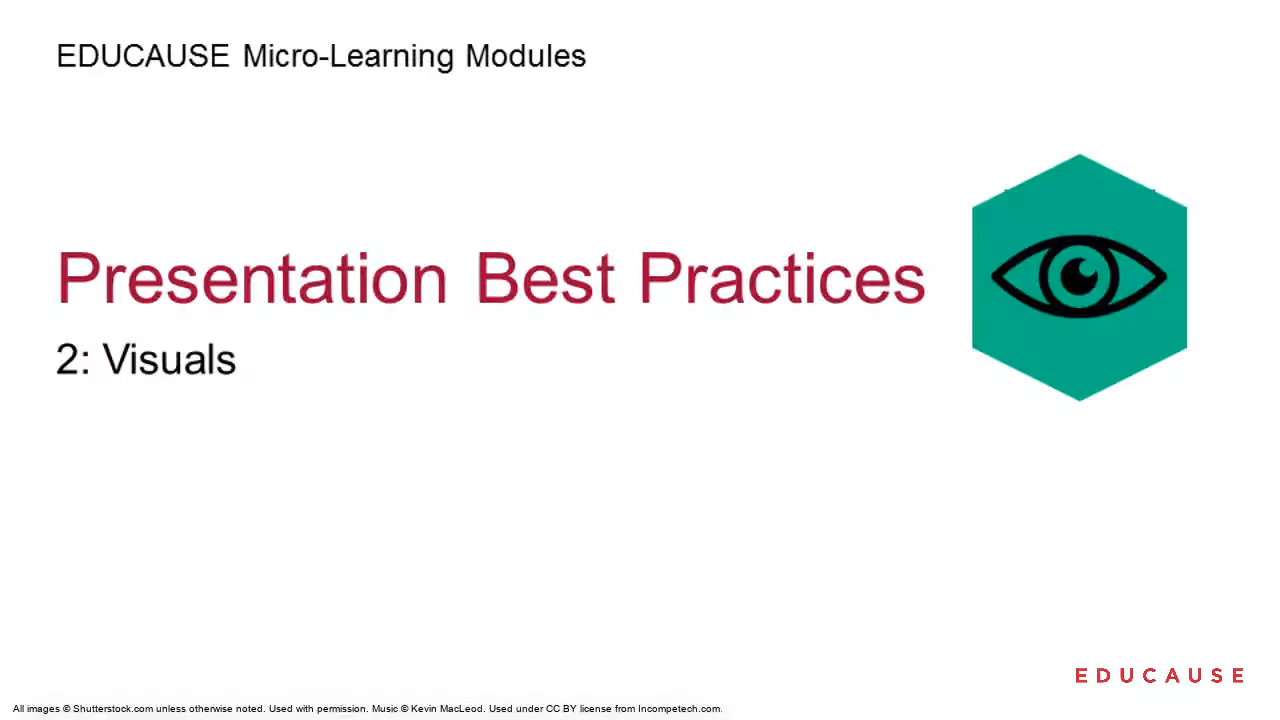 EDUCAUSE Micro-Learning Modules
Presentation Best Practices
2: Visuals
EDUCAUSE
All images © Shutterstock.com unless otherwise noted. Used with permission. Music © Kevin MacLeod. Used under CC BY license from Incompetech.com.